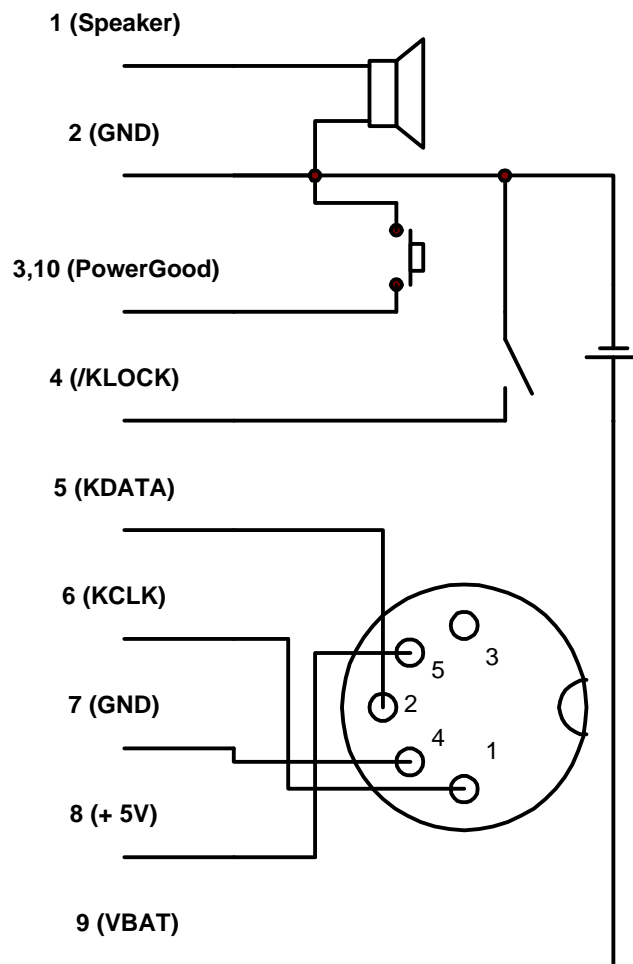 1 (Speaker)
2 (GND)
3,10 (PowerGood)
4 (/KLOCK)
5 (KDATA)
6 (KCLK)
3
5
7 (GND)
2
4
1
8 (+ 5V)
9 (VBAT)